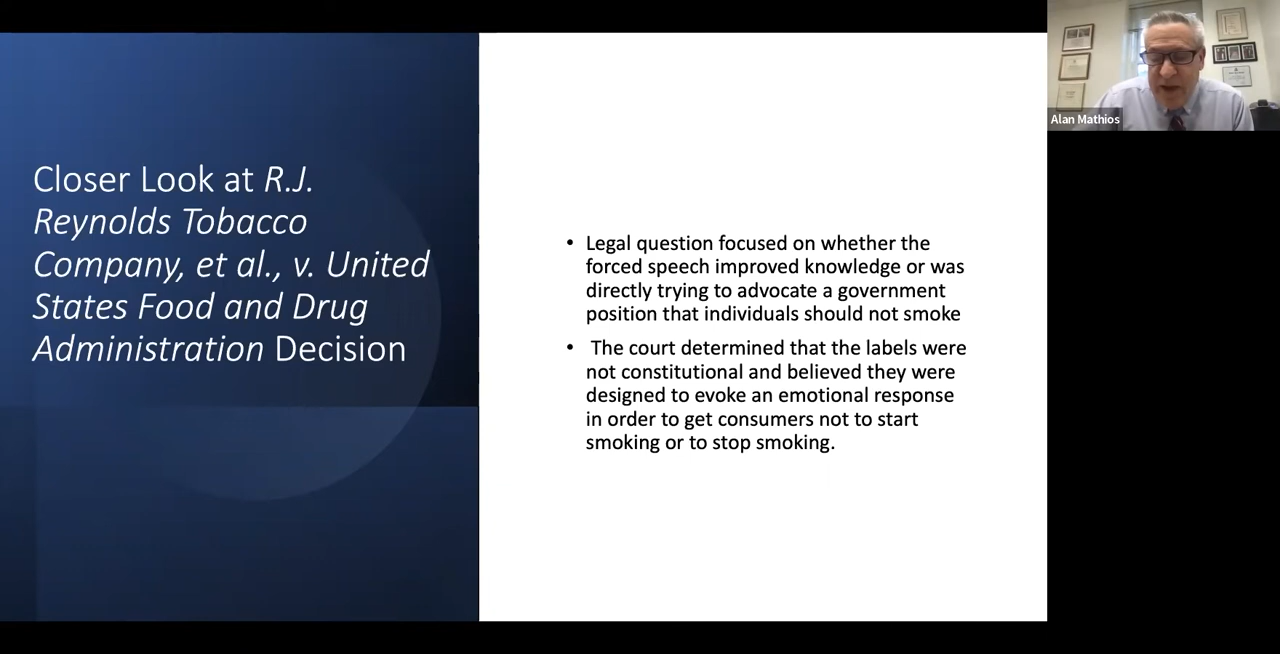 Closer Look at R.J.
Reynolds Tobacco
Company, et al., v. United
States Food and Drug
Administration Decision
• Legal question focused on whether the
forced speech improved knowledge or was
directly trying to advocate a government
position that individuals should not smoke
• The court determined that the labels were
not constitutional and believed they were
designed to evoke an emotional response
in order to get consumers not to start
smoking or to stop smoking.
Alan Mathios